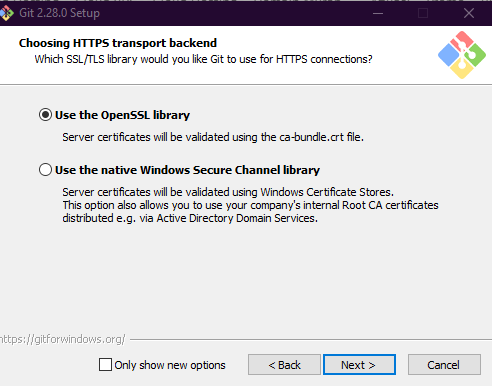 Git 2.28.0 Setup
Choosing HTTPS transport backend
Which SSL/TLS library would you like Git to use for HTTPS connections?
Use the OpenSSL library
Server certificates will be validated using the ca-bundle.crt file.
Use the native Windows Secure Channel library
Server certificates will be validated using Windows Certificate Stores.
This option also allows you to use your company's internal Root CA certificates
distributed e.g. via Active Directory Domain Services.
https://gitforwindows.org/
Only show new options
< Back
Next >
Cancel